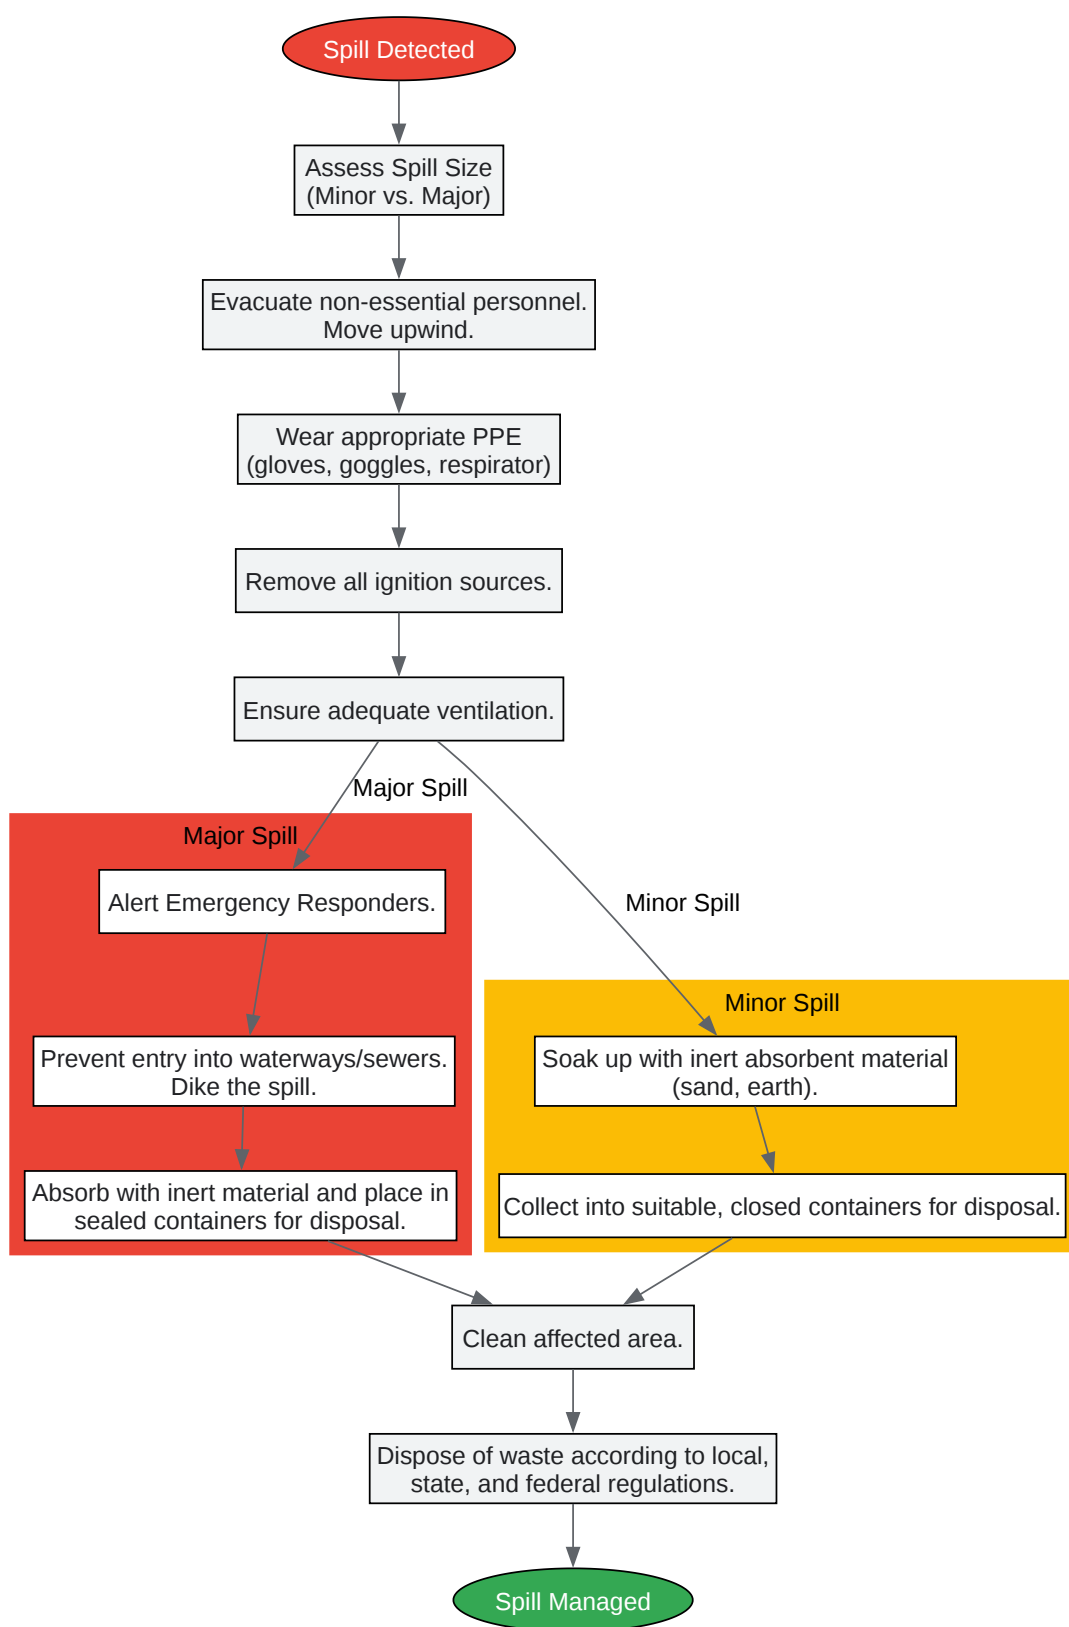 Spill Detected
Assess Spill Size
(Minor vs. Major)
Evacuate non-essential personnel.
Move upwind.
Wear appropriate PPE
(gloves, goggles, respirator)
Remove all ignition sources.
Ensure adequate ventilation.
Major Spill
Major Spill
Alert Emergency Responders.
Prevent entry into waterways/sewers.
Dike the spill.
Absorb with inert material and place in
sealed containers for disposal.
Minor Spill
Minor Spill
Soak up with inert absorbent material
(sand, earth).
Collect into suitable, closed containers for disposal.
Clean affected area.
Dispose of waste according to local,
state, and federal regulations.
Spill Managed